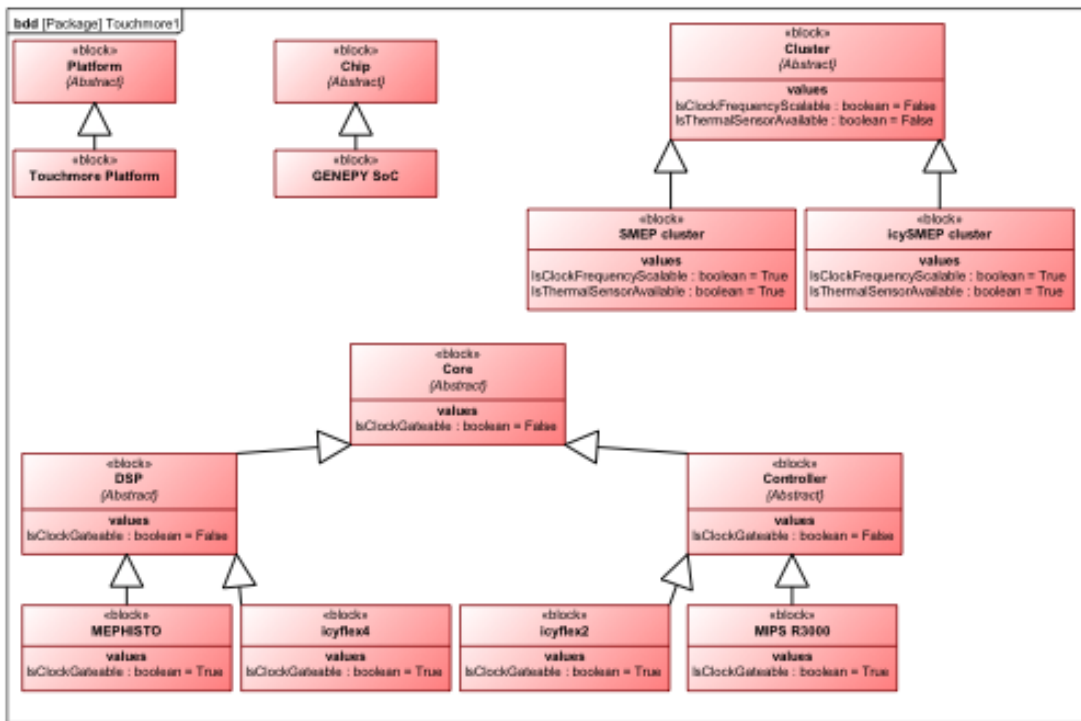 bdd [Package] Touchmore1
«block»
Platform
{Abstract}
«block»
Touchmore Platform
«block»
Chip
{Abstract}
«block»
GENEPY SoC
«block»
Cluster
{Abstract}
values
IsClockFrequencyScalable : boolean = False
IsThermalSensorAvailable : boolean = False
«block»
SMEP cluster
values
IsClockFrequencyScalable : boolean = True
IsThermalSensorAvailable : boolean = True
«block»
icySMEP cluster
values
IsClockFrequencyScalable : boolean = True
IsThermalSensorAvailable : boolean = True
«block»
Core
{Abstract}
values
IsClockGateable : boolean = False
«block»
DSP
{Abstract}
values
IsClockGateable : boolean = False
«block»
Controller
{Abstract}
values
IsClockGateable : boolean = False
«block»
MEPHISTO
values
IsClockGateable : boolean = True
«block»
icyflex4
values
IsClockGateable : boolean = True
«block»
icyflex2
values
IsClockGateable : boolean = True
«block»
MIPS R3000
values
IsClockGateable : boolean = True